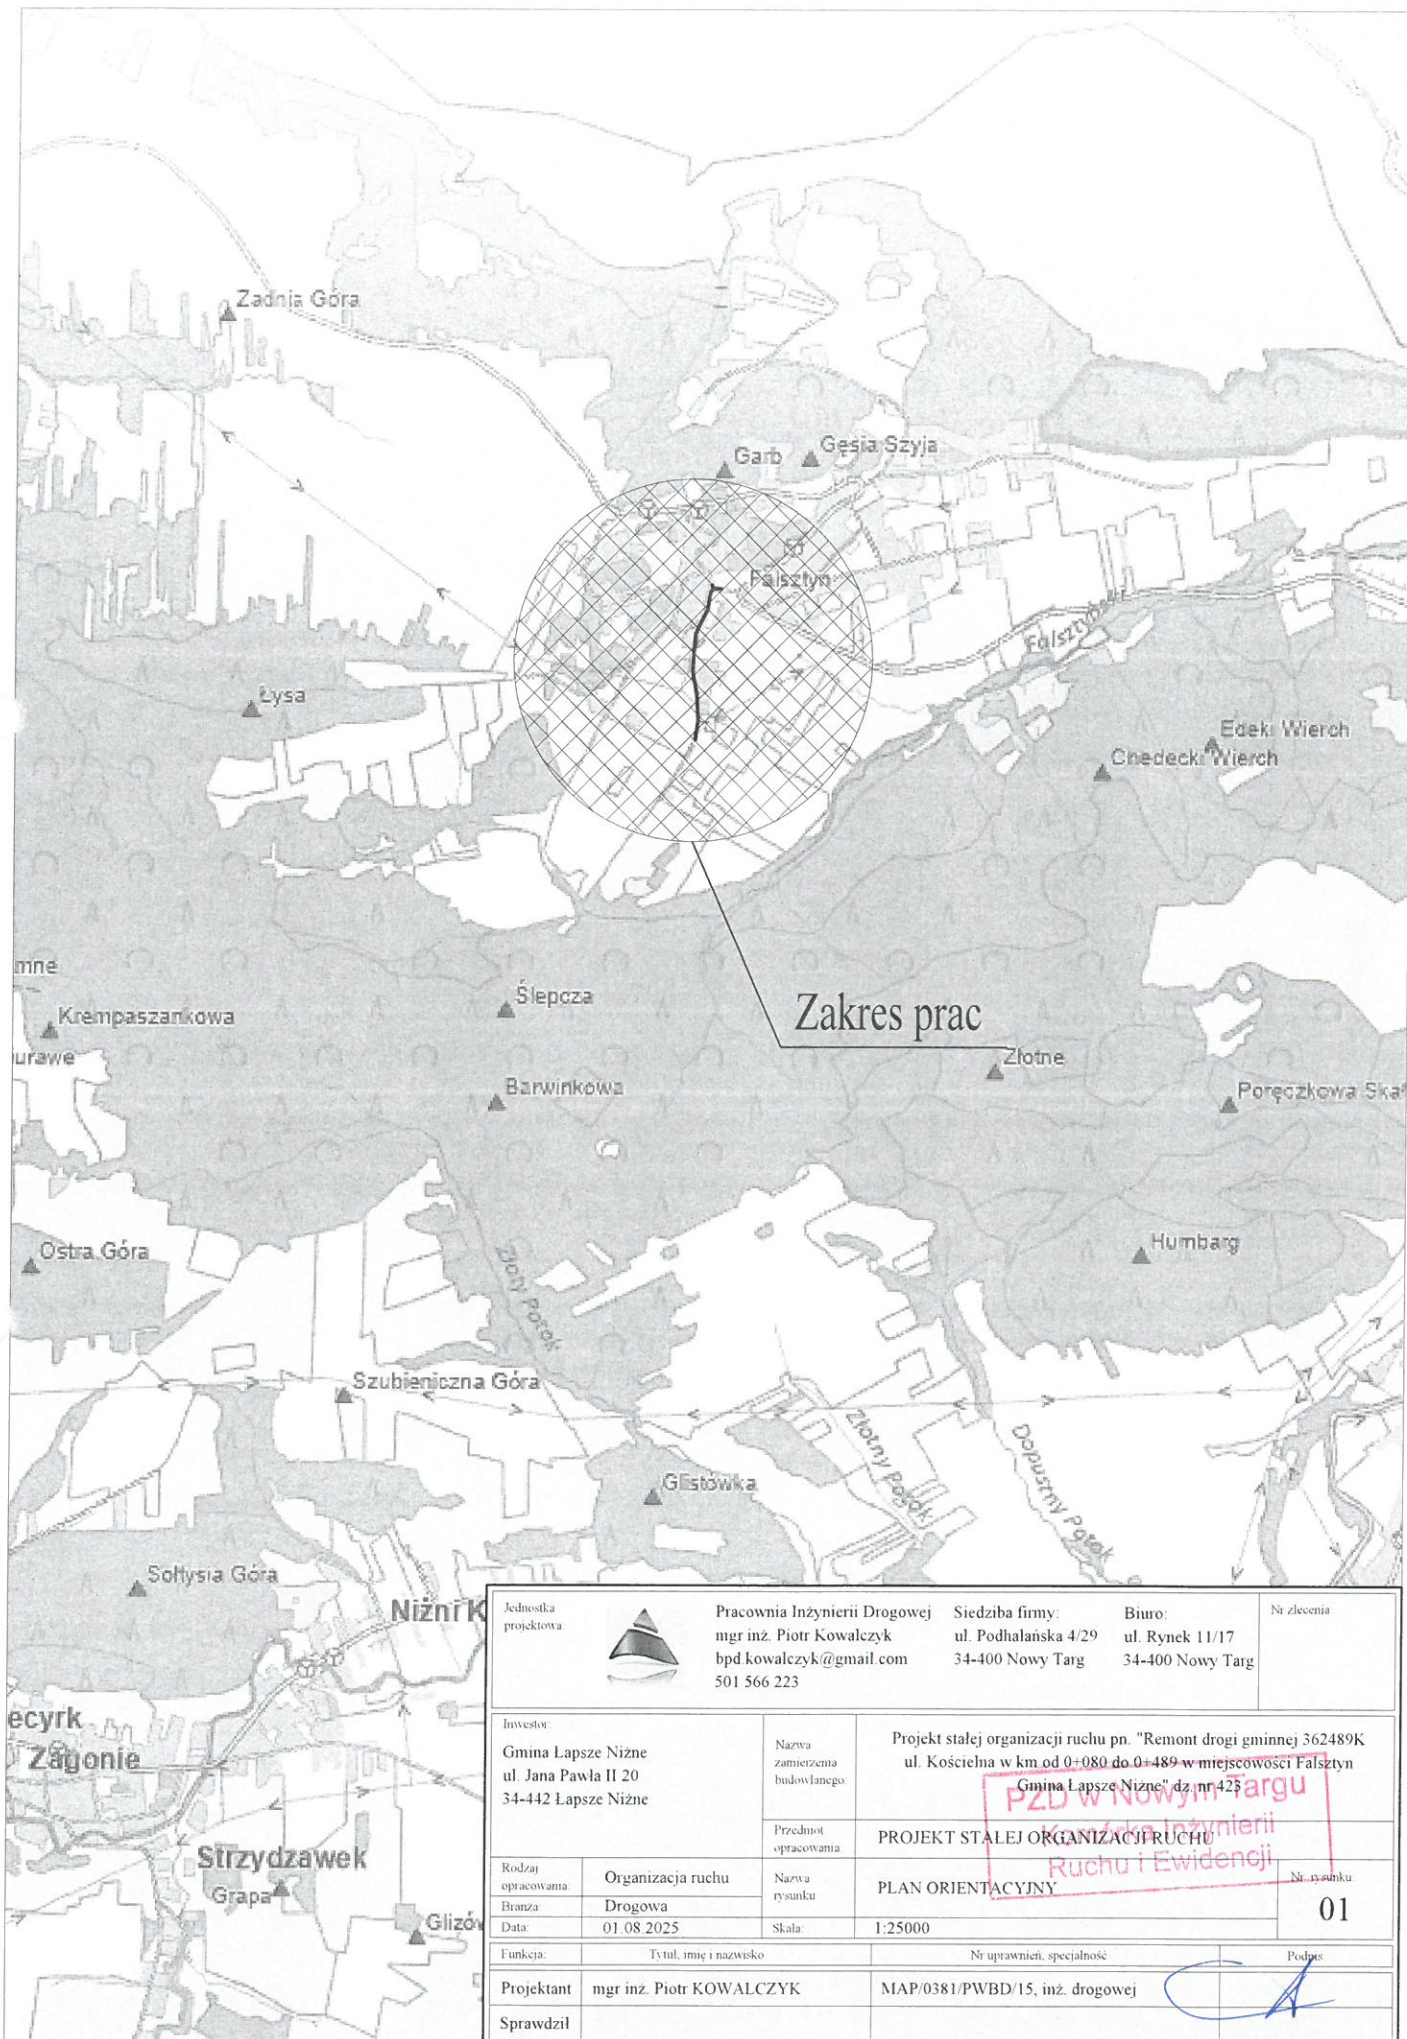 Zadnia Góra
Garb
Gęsia Szyja
Falsztyn
Falsztyń
Łysa
Edeki Wierch
Chedecki Wierch
mne
Ślepcza
Krempaszankowa
urawe
Zakres prac
Złotne
Barwinkowa
Poręczkowa Ska
Ostra Góra
Humbarg
Złoty Potok
Szubieniczna Góra
Złotny Potok
Dopustny Potok
Glistówka
Sołtysia Góra
Niżni K
ecyrk
Zagonie
Strzydzawek
Grapa
Glizów
Jednostka
projektowa:
Pracownia Inżynierii Drogowej
mgr inż. Piotr Kowalczyk
bpd.kowalczyk@gmail.com
501 566 223
Siedziba firmy:
ul. Podhalańska 4/29
34-400 Nowy Targ
Biuro:
ul. Rynek 11/17
34-400 Nowy Targ
Nr zlecenia
Inwestor:
Gmina Łapsze Niżne
ul. Jana Pawła II 20
34-442 Łapsze Niżne
Nazwa
zamierzenia
budowlanego:
Projekt stałej organizacji ruchu pn. "Remont drogi gminnej 362489K
ul. Kościelna w km od 0+080 do 0+489 w miejscowości Falsztyn
Gmina Łapsze Niżne" dz. nr 423
PZD w Nowym Targu
Komórka Inżynierii
Ruchu i Ewidencji
Przedmiot
opracowania
PROJEKT STAŁEJ ORGANIZACJI RUCHU
Rodzaj
opracowania:
Organizacja ruchu
Nazwa
rysunku
PLAN ORIENTACYJNY
Nr. rysunku:
01
Branża:
Drogowa
Data:
01.08.2025
Skala:
1:25000
Funkcja:
Tytuł, imię i nazwisko
Nr uprawnień, specjalność
Podpis
Projektant
mgr inż. Piotr KOWALCZYK
MAP/0381/PWBD/15, inż. drogowej
Sprawdził